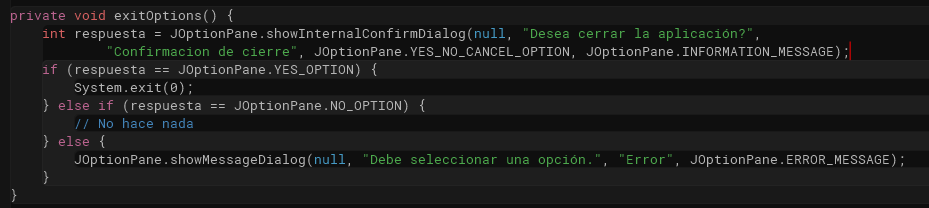 private void exitOptions() {
int respuesta = JOptionPane.showInternalConfirmDialog(null, "Desea cerrar la aplicación?",
"Confirmacion de cierre", JOptionPane.YES_NO_CANCEL_OPTION, JOptionPane.INFORMATION_MESSAGE);
if (respuesta == JOptionPane.YES_OPTION) {
System.exit(0);
} else if (respuesta == JOptionPane.NO_OPTION) {
// No hace nada
} else {
JOptionPane.showMessageDialog(null, "Debe seleccionar una opción.", "Error", JOptionPane.ERROR_MESSAGE);
}
}